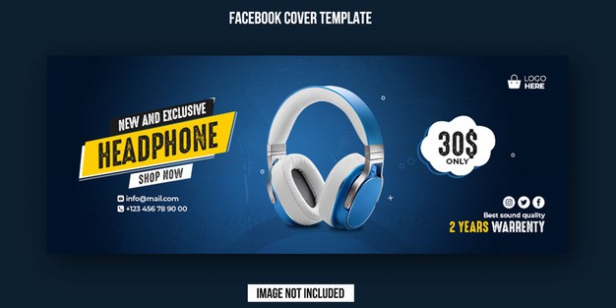 FACEBOOK COVER TEMPLATE
LOGO
HERE
NEW AND EXCLUSIVE
HEADPHONE
SHOP NOW
info@mail.com
+123 456 78 90 00
30$
ONLY
Best sound quality
2 YEARS WARRENTY
IMAGE NOT INCLUDED